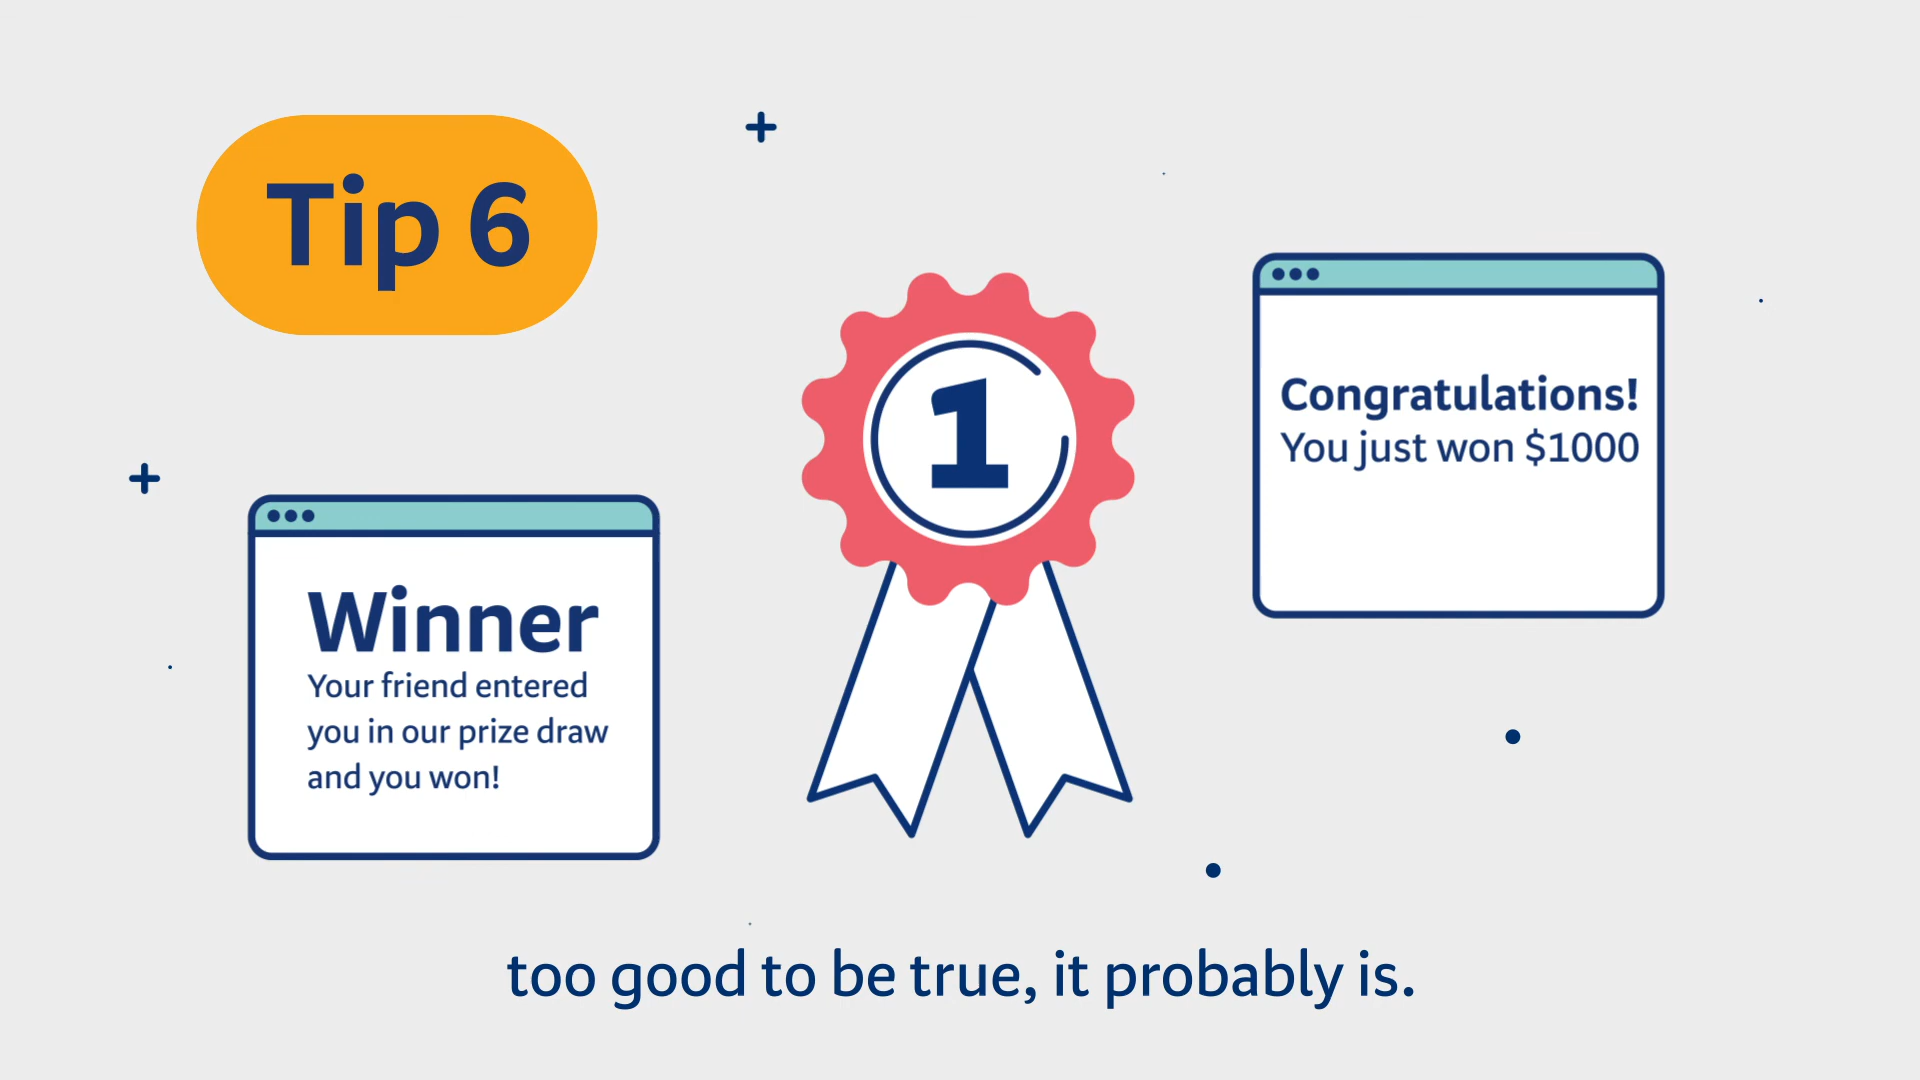 Tip 6
1
Congratulations!
You just won $1000
Winner
Your friend entered
you in our prize draw
and you won!
too good to be true, it probably is.